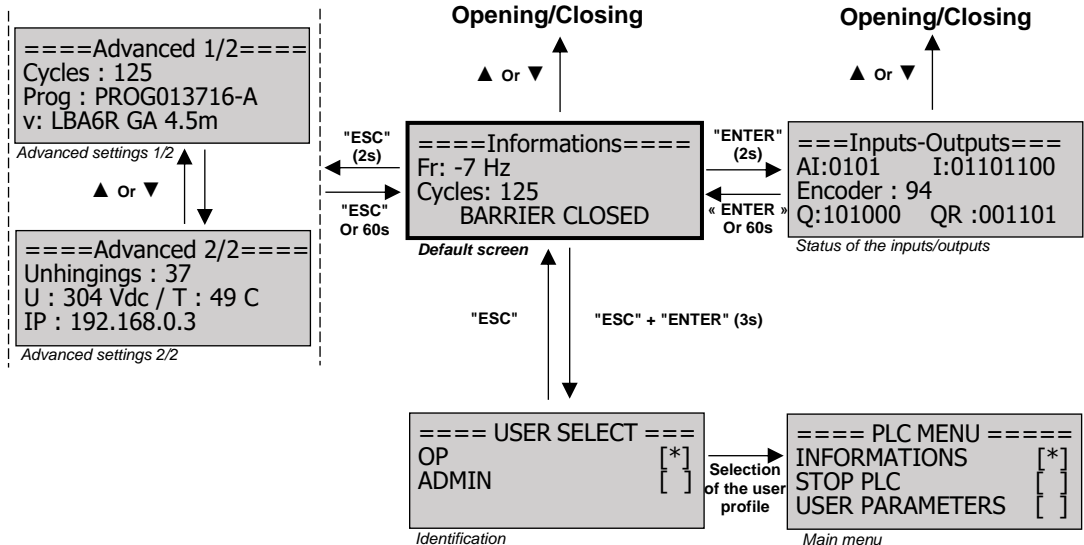 Opening/Closing
Opening/Closing
▲ Or ▼
▲ Or ▼
====Advanced 1/2====
Cycles : 125
Prog : PROG013716-A
v: LBA6R GA 4.5m
Advanced settings 1/2
▲ Or ▼
====Advanced 2/2====
Unhingings : 37
U : 304 Vdc / T : 49 C
IP : 192.168.0.3
Advanced settings 2/2
"ESC"
(2s)
"ESC"
Or 60s
====Informations====
Fr: -7 Hz
Cycles: 125
BARRIER CLOSED
Default screen
"ENTER"
(2s)
« ENTER »
Or 60s
===Inputs-Outputs===
AI:0101 I:01101100
Encoder : 94
Q:101000 QR :001101
Status of the inputs/outputs
"ESC"
"ESC" + "ENTER" (3s)
==== USER SELECT ===
OP [*]
ADMIN [ ]
Identification
Selection
of the user
profile
==== PLC MENU =====
INFORMATIONS [*]
STOP PLC [ ]
USER PARAMETERS [ ]
Main menu